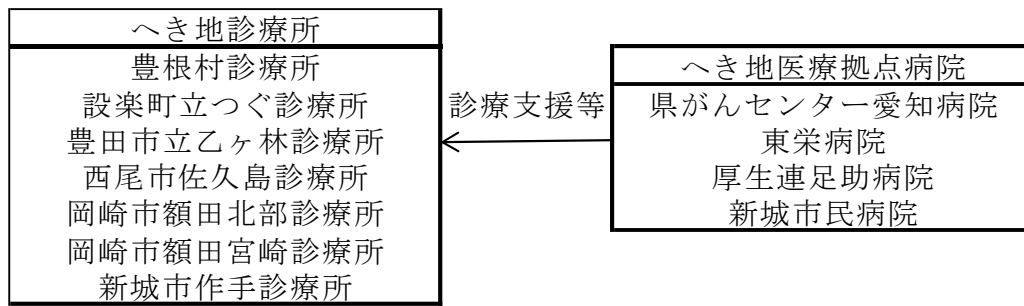 へき地診療所
豊根村診療所
設楽町立つぐ診療所
豊田市立乙ヶ林診療所
西尾市佐久島診療所
岡崎市額田北部診療所
岡崎市額田宮崎診療所
新城市作手診療所
診療支援等
へき地医療拠点病院
県がんセンター愛知病院
東栄病院
厚生連足助病院
新城市民病院